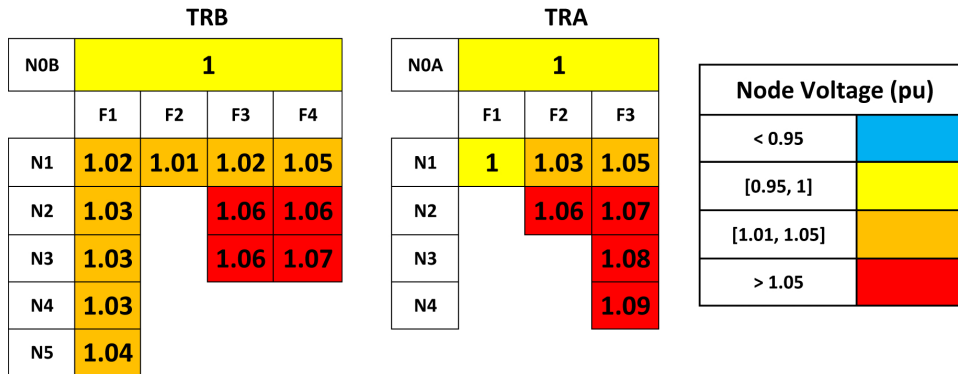 TRB
N0B 1
F1 F2 F3 F4
N1 1.02 1.01 1.02 1.05
N2 1.03 1.06 1.06
N3 1.03 1.06 1.07
N4 1.03
N5 1.04
TRA
N0A 1
F1 F2 F3
N1 1 1.03 1.05
N2 1.06 1.07
N3 1.08
N4 1.09
Node Voltage (pu)
< 0.95
[0.95, 1]
[1.01, 1.05]
> 1.05